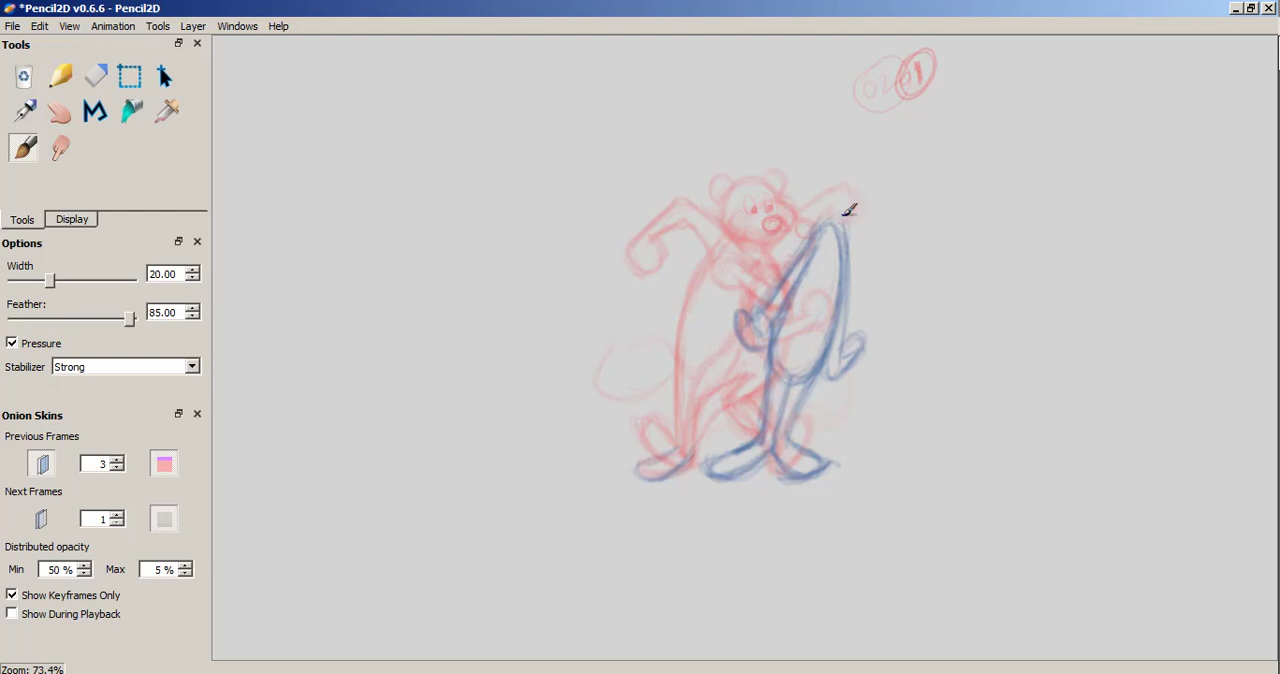 *Pencil2D v0.6.6 - Pencil2D
File Edit View Animation Tools Layer Windows Help
Tools
Tools Display
Options
Width
20.00
Feather:
85.00
Pressure
Stabilizer Strong
Onion Skins
Previous Frames
3
Next Frames
1
Distributed opacity
Min 50 % Max 5 %
Show Keyframes Only
Show During Playback
Zoom: 73.4%